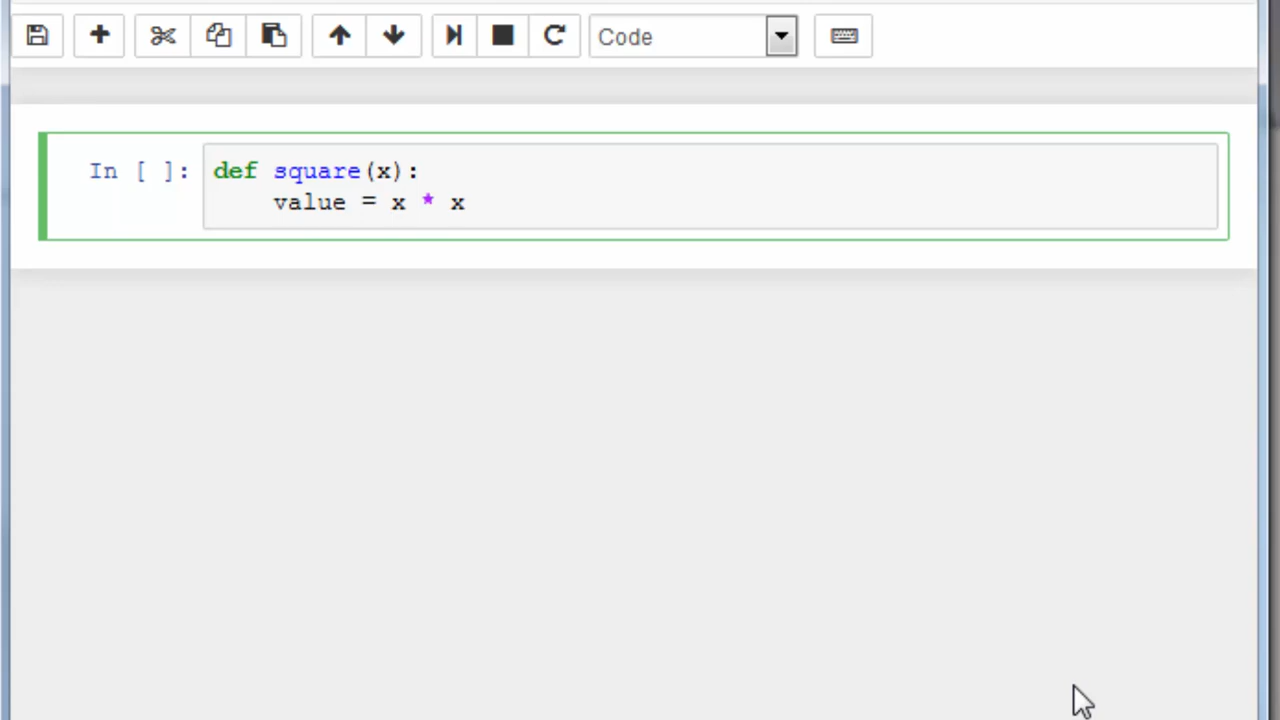 Code
In [ ]: def square(x):
    value = x * x